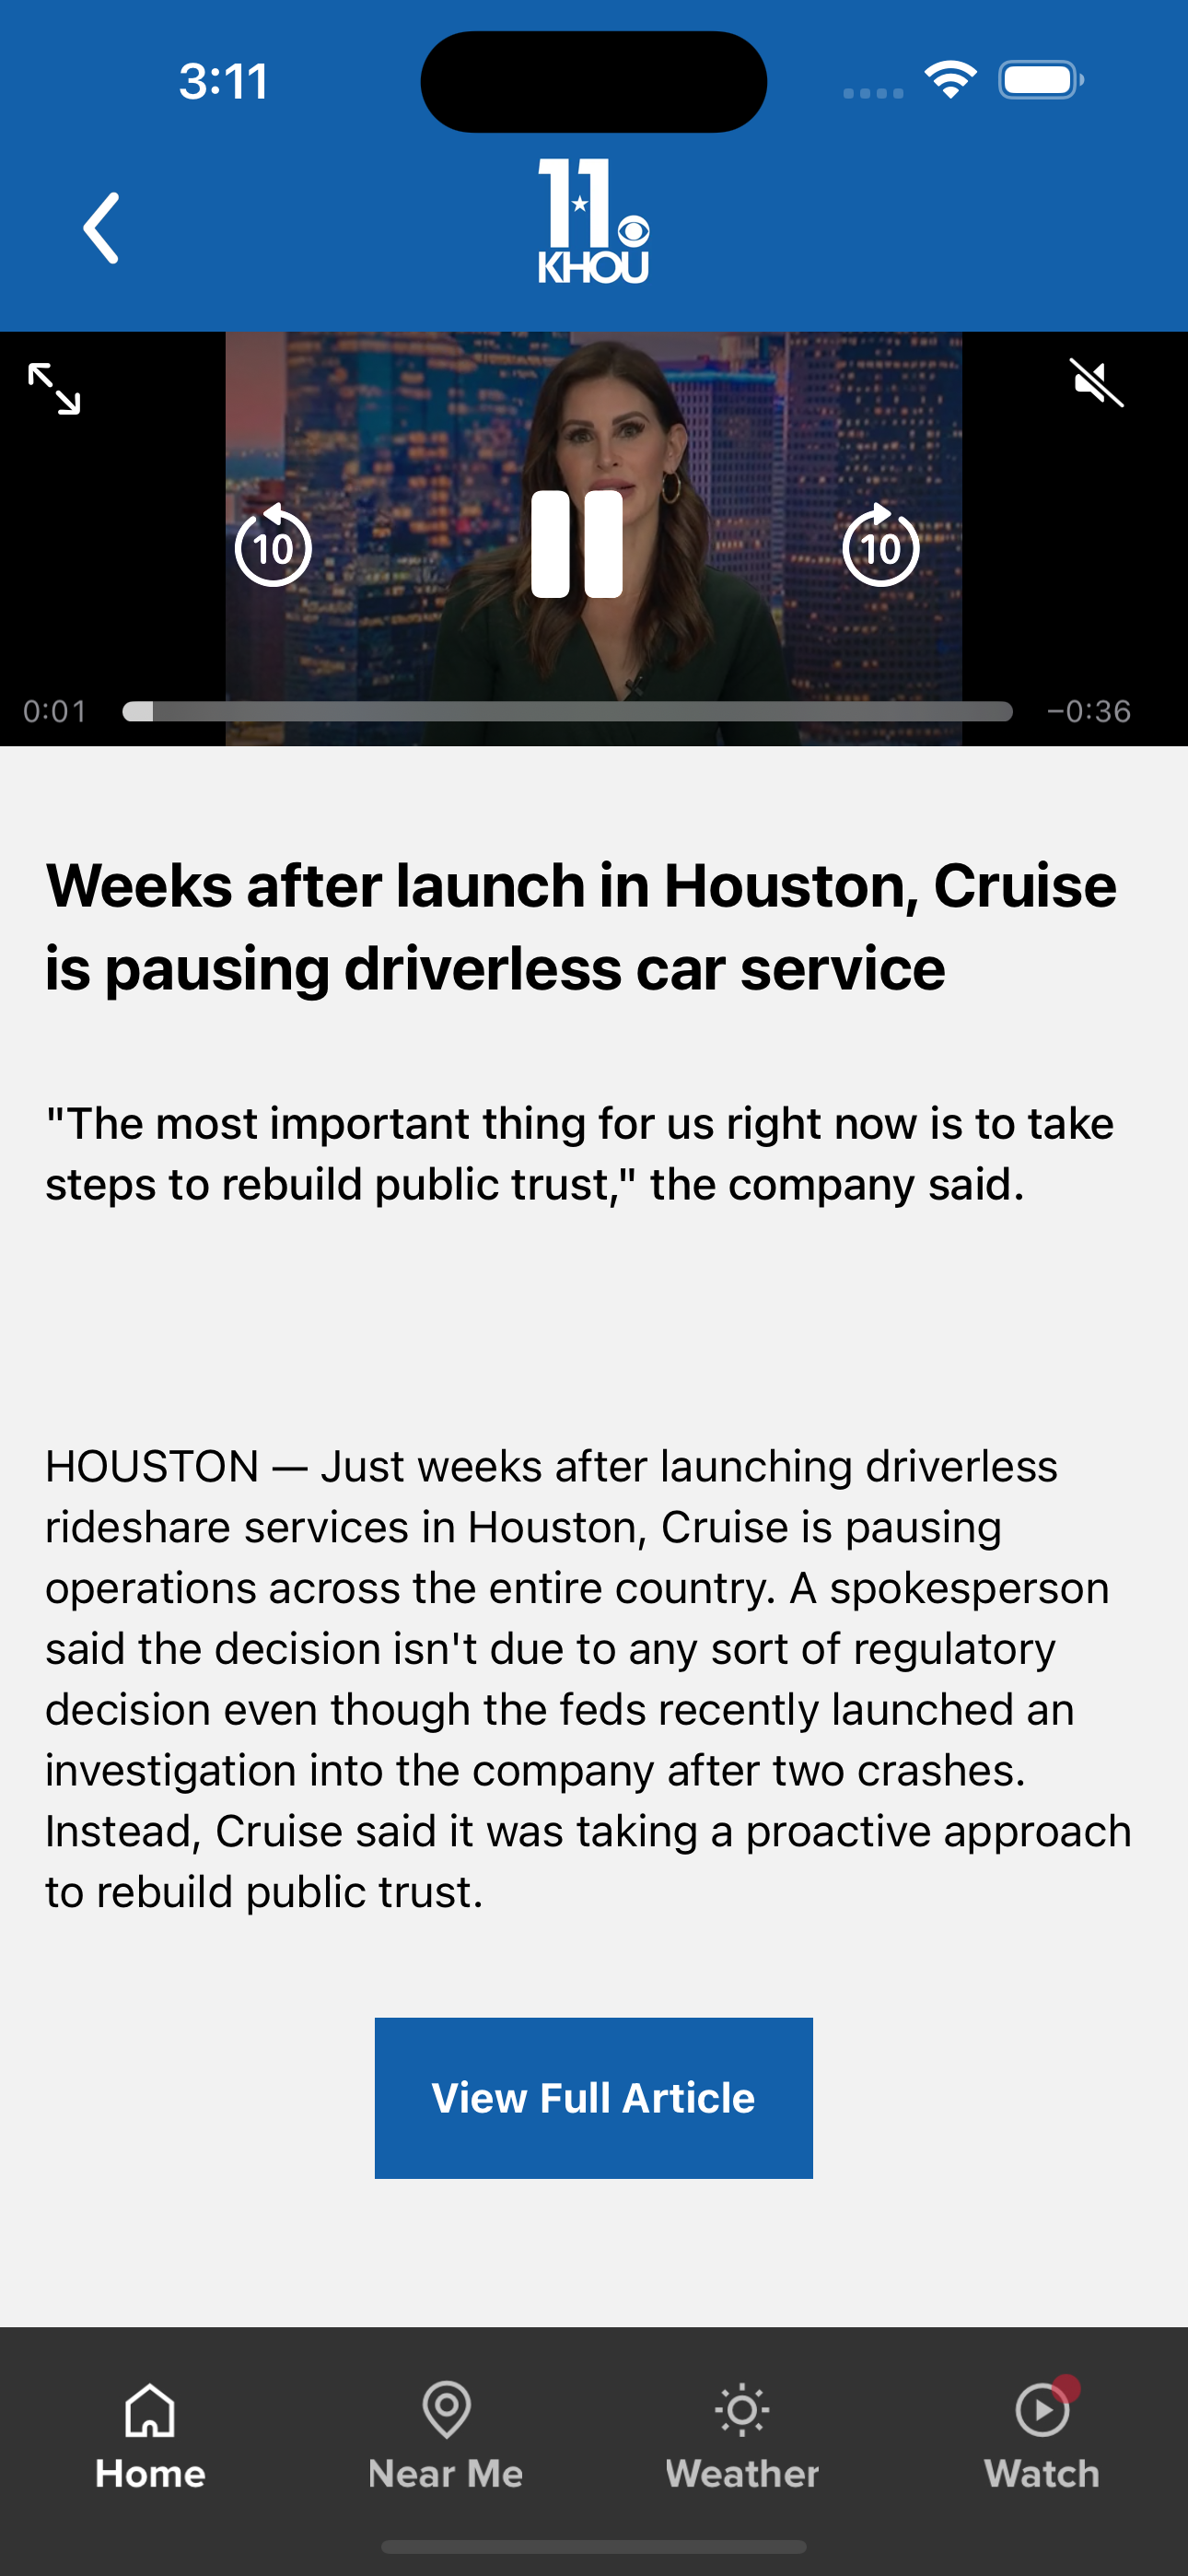 3:11
11
KHOU
10
10
0:01
−0:36
Weeks after launch in Houston, Cruise
is pausing driverless car service
"The most important thing for us right now is to take
steps to rebuild public trust," the company said.
HOUSTON — Just weeks after launching driverless
rideshare services in Houston, Cruise is pausing
operations across the entire country. A spokesperson
said the decision isn't due to any sort of regulatory
decision even though the feds recently launched an
investigation into the company after two crashes.
Instead, Cruise said it was taking a proactive approach
to rebuild public trust.
View Full Article
Home
Near Me
Weather
Watch